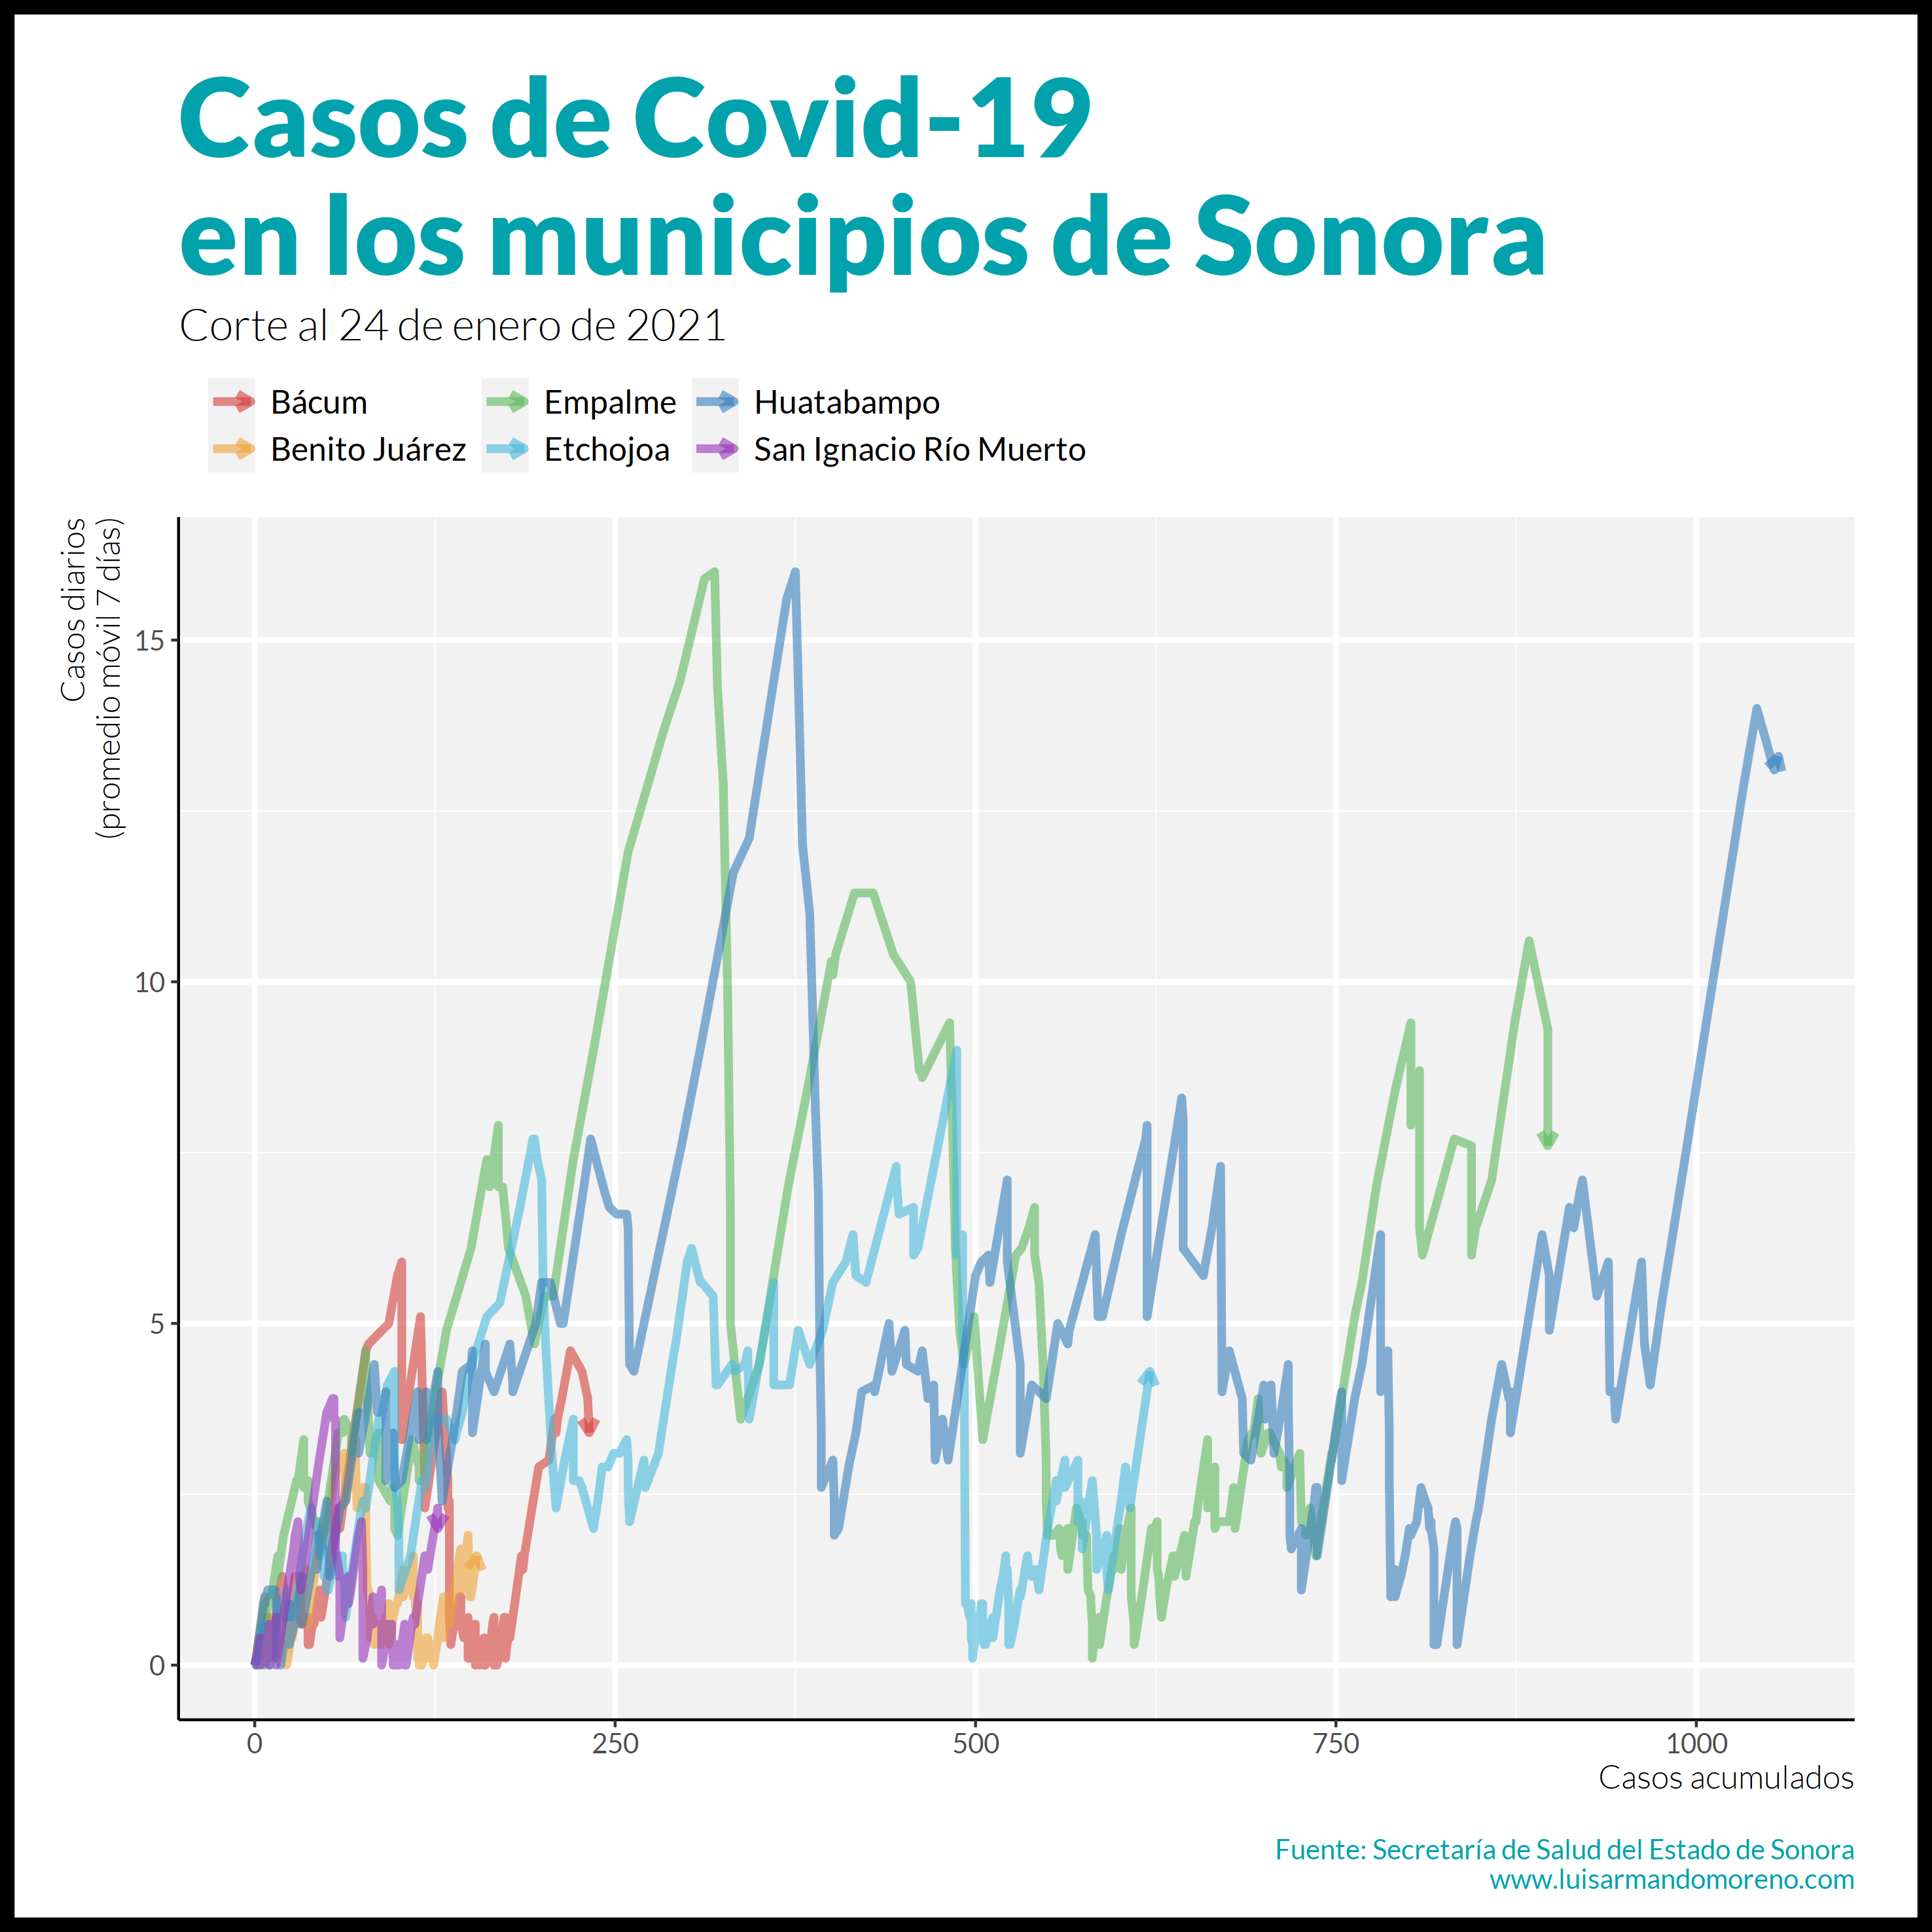 Casos de Covid-19
en los municipios de Sonora
Corte al 24 de enero de 2021
Bácum
Empalme
Huatabampo
Benito Juárez
Etchojoa
San Ignacio Río Muerto
Casos diarios
(promedio móvil 7 días)
15
10
5
0
0
250
500
750
1000
Casos acumulados
Fuente: Secretaría de Salud del Estado de Sonora
www.luisarmandomoreno.com